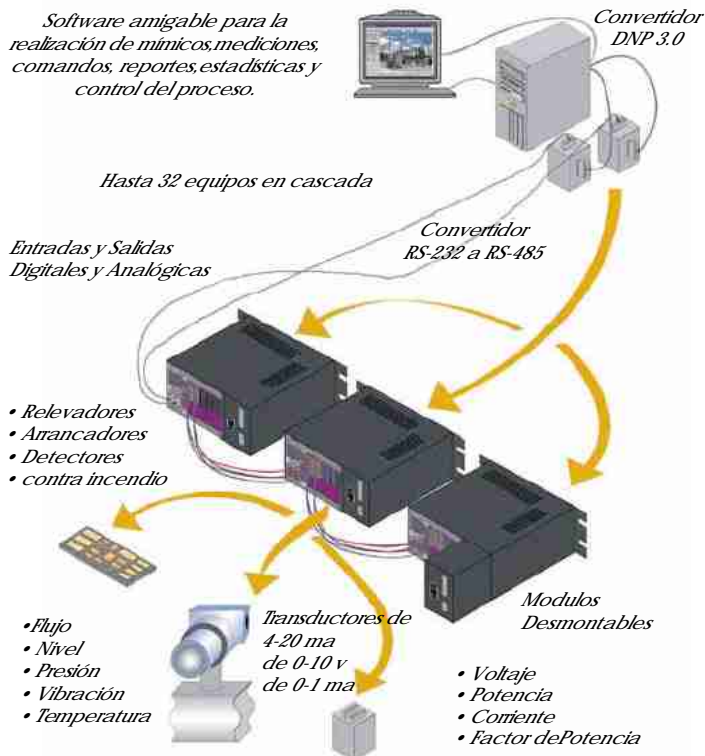 Software amigable para la
realización de mímicos,mediciones,
comandos, reportes,estadísticas y
control del proceso.
Convertidor
DNP 3.0
Hasta 32 equipos en cascada
Convertidor
RS-232 a RS-485
Entradas y Salidas
Digitales y Analógicas
• Relevadores
• Arrancadores
• Detectores
• contra incendio
Modulos
Desmontables
•Flujo
• Nivel
• Presión
• Vibración
• Temperatura
Transductores de
4-20 ma
de 0-10 v
de 0-1 ma
• Voltaje
• Potencia
• Corriente
• Factor dePotencia